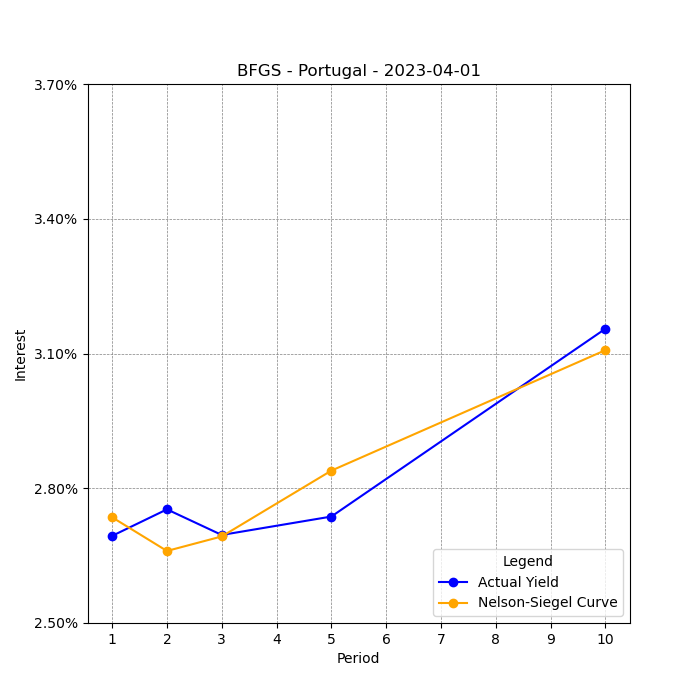 BFGS - Portugal - 2023-04-01
3.70%
3.40%
3.10%
2.80%
2.50%
Interest
1 2 3 4 5 6 7 8 9 10
Period
Legend
Actual Yield
Nelson-Siegel Curve